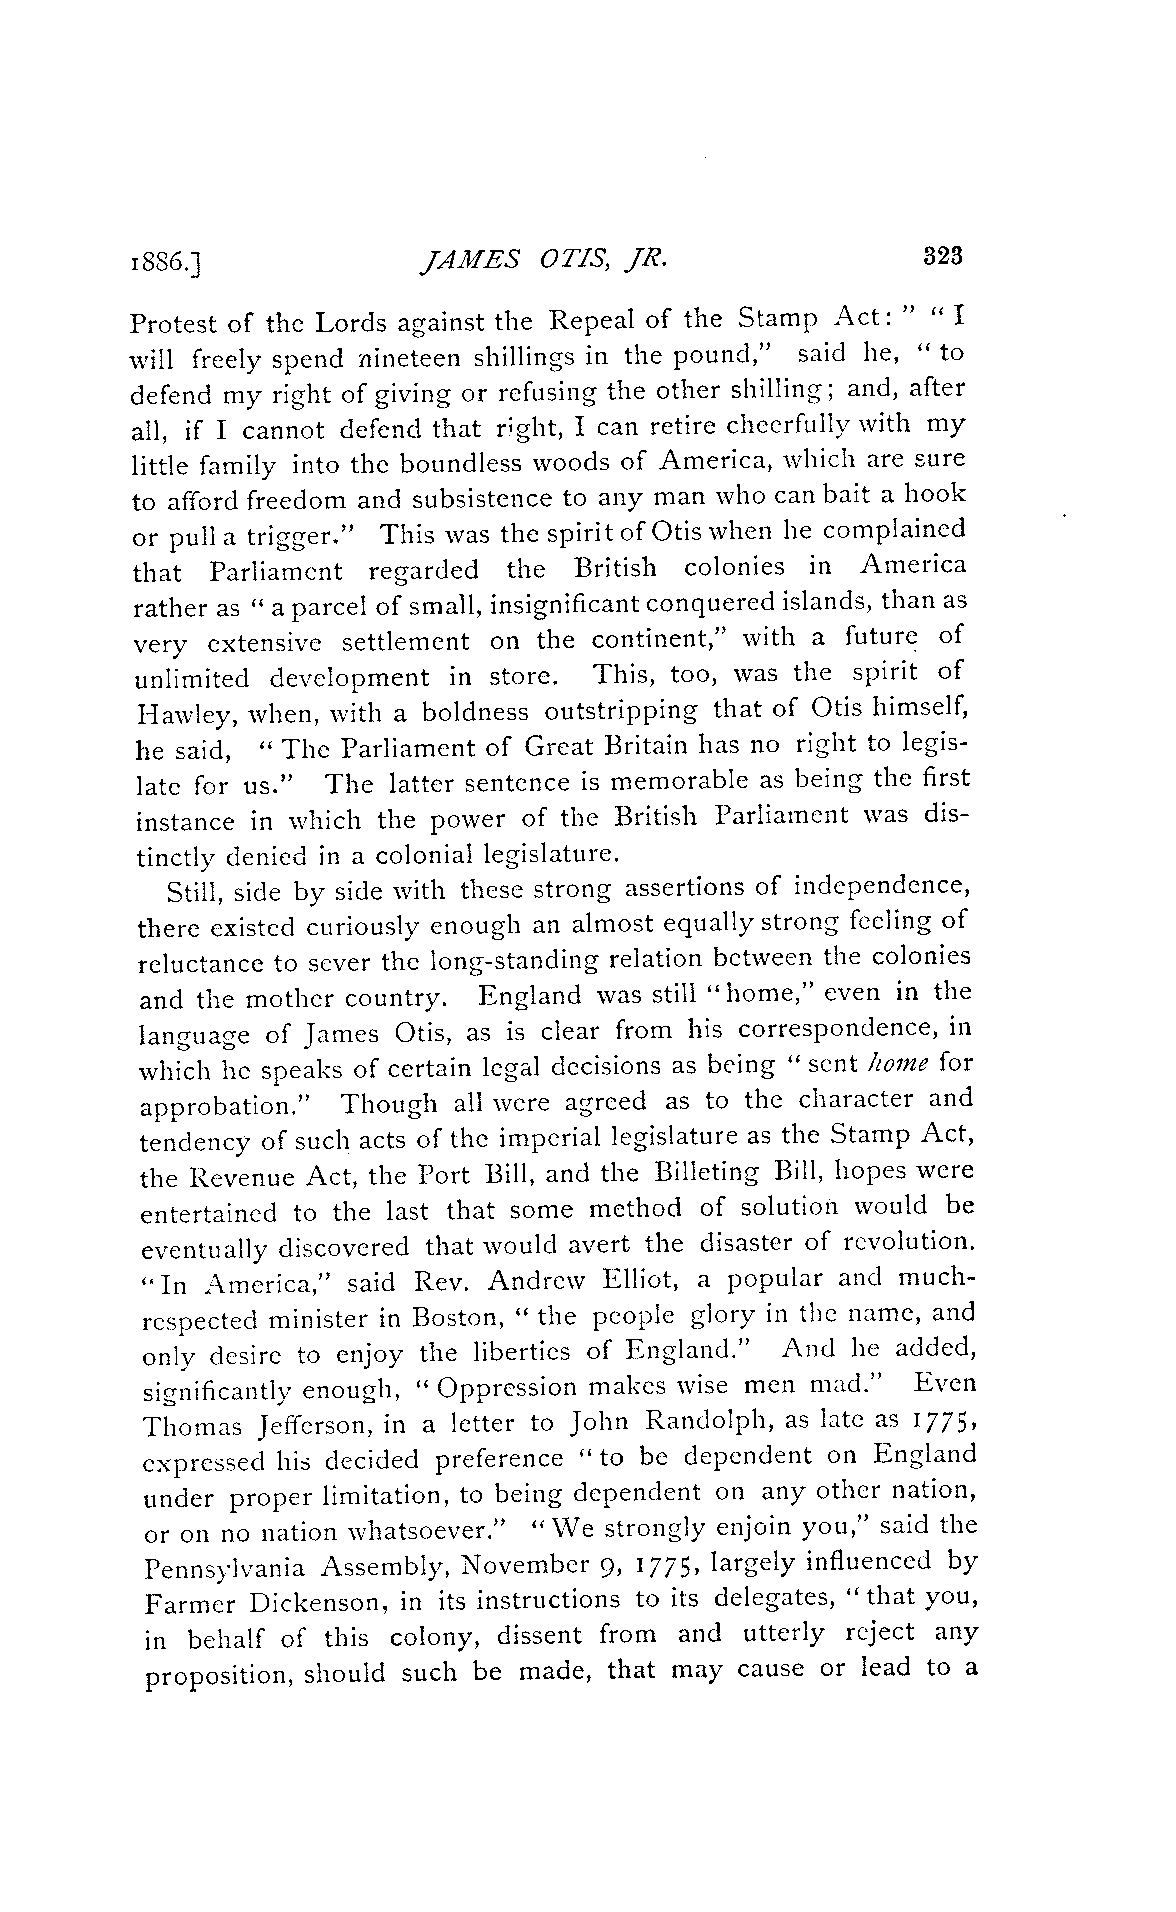 1886.] JAMES OTIS, JR. 323
Protest of the Lords against the Repeal of the Stamp Act: ” “ I
will freely spend nineteen shillings in the pound,” said he, “ to
defend my right of giving or refusing the other shilling; and, after
all, if I cannot defend that right, I can retire cheerfully with my
little family into the boundless woods of America, which are sure
to afford freedom and subsistence to any man who can bait a hook
or pull a trigger.” This was the spirit of Otis when he complained
that Parliament regarded the British colonies in America
rather as “ a parcel of small, insignificant conquered islands, than as
very extensive settlement on the continent,” with a future of
unlimited development in store. This, too, was the spirit of
Hawley, when, with a boldness outstripping that of Otis himself,
he said, “ The Parliament of Great Britain has no right to legis-
late for us.” The latter sentence is memorable as being the first
instance in which the power of the British Parliament was dis-
tinctly denied in a colonial legislature.
Still, side by side with these strong assertions of independence,
there existed curiously enough an almost equally strong feeling of
reluctance to sever the long-standing relation between the colonies
and the mother country. England was still “home,” even in the
language of James Otis, as is clear from his correspondence, in
which he speaks of certain legal decisions as being “ sent home for
approbation.” Though all were agreed as to the character and
tendency of such acts of the imperial legislature as the Stamp Act,
the Revenue Act, the Port Bill, and the Billeting Bill, hopes were
entertained to the last that some method of solution would be
eventually discovered that would avert the disaster of revolution.
“In America,” said Rev. Andrew Elliot, a popular and much-
respected minister in Boston, “ the people glory in the name, and
only desire to enjoy the liberties of England.” And he added,
significantly enough, “ Oppression makes wise men mad.” Even
Thomas Jefferson, in a letter to John Randolph, as late as 1775,
expressed his decided preference “ to be dependent on England
under proper limitation, to being dependent on any other nation,
or on no nation whatsoever.” “We strongly enjoin you,” said the
Pennsylvania Assembly, November 9, 1775, largely influenced by
Farmer Dickenson, in its instructions to its delegates, “ that you,
in behalf of this colony, dissent from and utterly reject any
proposition, should such be made, that may cause or lead to a